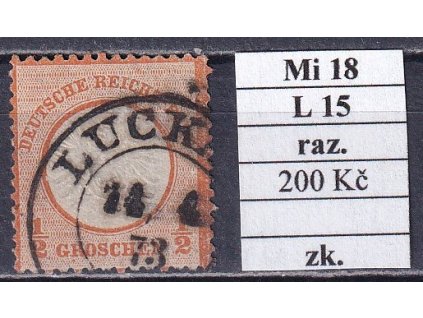 DEUTSCHE REICHS
LUCK
14 4
73
1/2 GROSCHEN 1/2
Mi 18
L 15
raz.
200 Kč
zk.